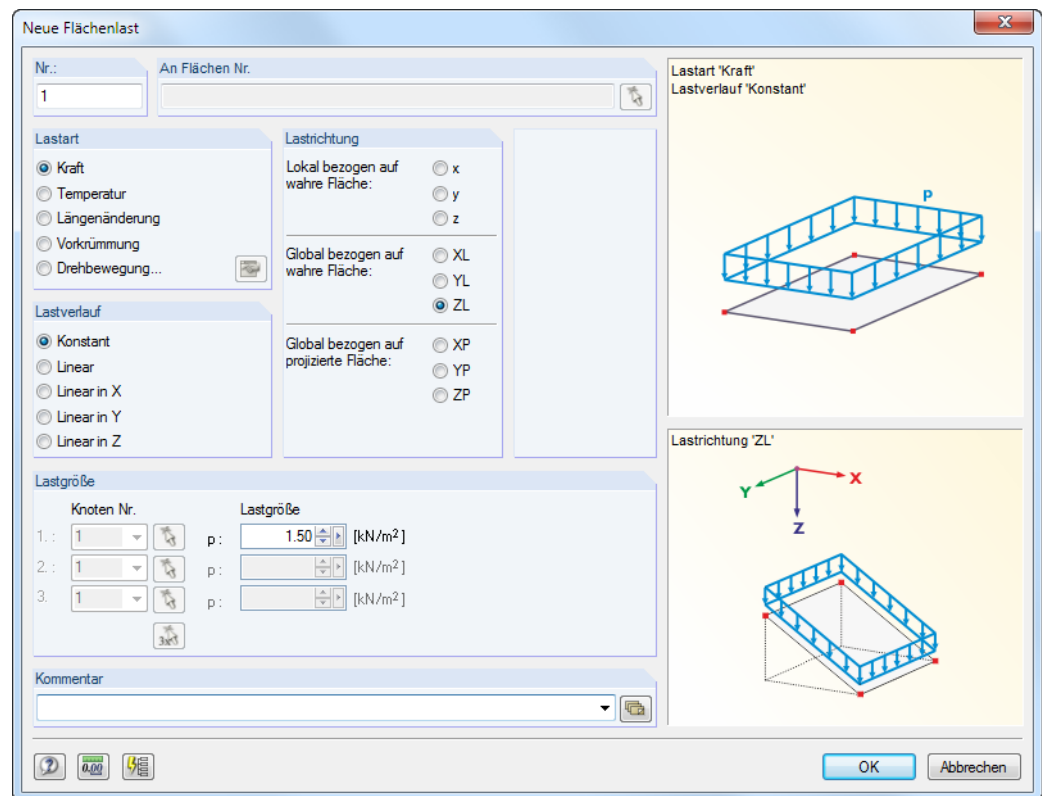 Neue Flächenlast
Nr.:
An Flächen Nr.
1
Lastart
Kraft
Temperatur
Längenänderung
Vorkrümmung
Drehbewegung...
Lastrichtung
Lokal bezogen auf
wahre Fläche:
x
y
z
Global bezogen auf
wahre Fläche:
XL
YL
ZL
Global bezogen auf
projizierte Fläche:
XP
YP
ZP
Lastverlauf
Konstant
Linear
Linear in X
Linear in Y
Linear in Z
Lastgröße
Knoten Nr. Lastgröße
1. : 1 p : 1.50 [kN/m²]
2. : 1 p : [kN/m²]
3. 1 p : [kN/m²]
3x
Kommentar
Lastart 'Kraft'
Lastverlauf 'Konstant'
p
Lastrichtung 'ZL'
X
Y
Z
0.00
OK Abbrechen